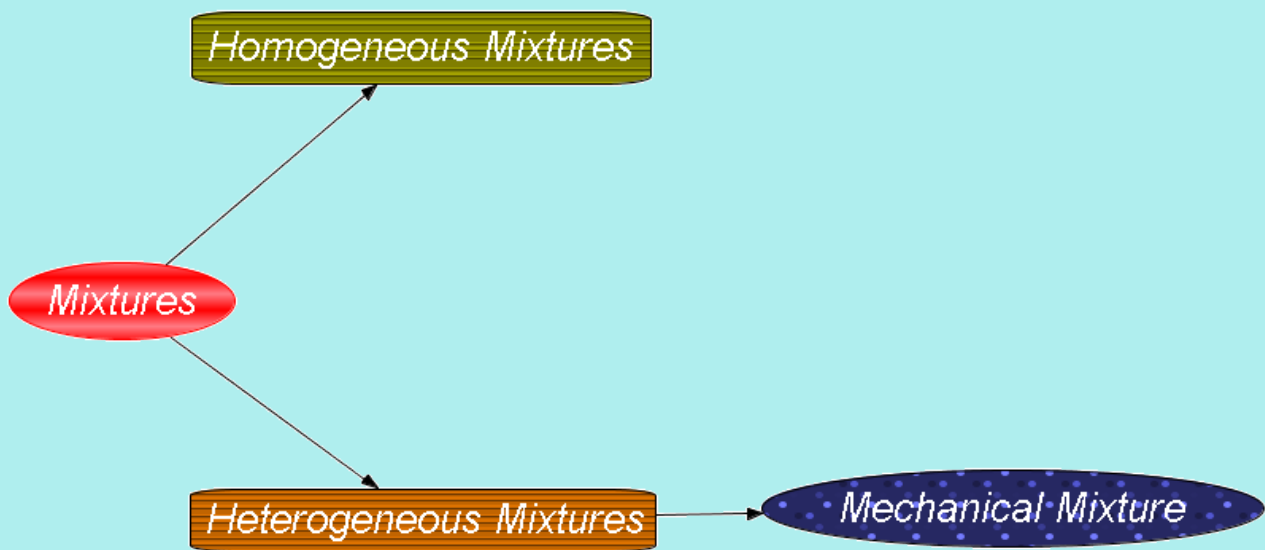 Homogeneous Mixtures
Mixtures
Heterogeneous Mixtures
Mechanical Mixture